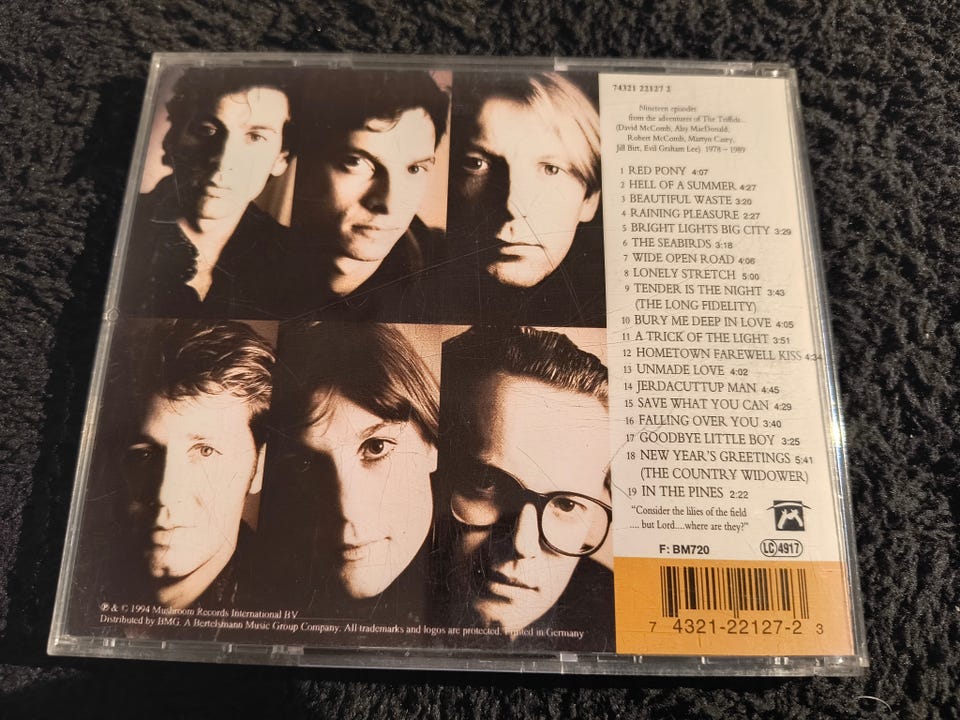 74321 22127 2
Nineteen episodes
from the adventures of The Triffids...
(David McComb, Alsy MacDonald,
Robert McComb, Martyn Casey,
Jill Birt, Evil Graham Lee) 1978 – 1989
1 RED PONY 4:07
2 HELL OF A SUMMER 4:27
3 BEAUTIFUL WASTE 3:20
4 RAINING PLEASURE 2:27
5 BRIGHT LIGHTS BIG CITY 3:29
6 THE SEABIRDS 3:18
7 WIDE OPEN ROAD 4:06
8 LONELY STRETCH 5:00
9 TENDER IS THE NIGHT 3:43
(THE LONG FIDELITY)
10 BURY ME DEEP IN LOVE 4:05
11 A TRICK OF THE LIGHT 3:51
12 HOMETOWN FAREWELL KISS 4:34
13 UNMADE LOVE 4:02
14 JERDACUTTUP MAN 4:45
15 SAVE WHAT YOU CAN 4:29
16 FALLING OVER YOU 3:40
17 GOODBYE LITTLE BOY 3:25
18 NEW YEAR'S GREETINGS 5:41
(THE COUNTRY WIDOWER)
19 IN THE PINES 2:22
"Consider the lilies of the field
.... but Lord....where are they?"
F: BM720
LC 4917
7 4321-22127-2 3
℗ & © 1994 Mushroom Records International BV
Distributed by BMG. A Bertelsmann Music Group Company. All trademarks and logos are protected. Printed in Germany